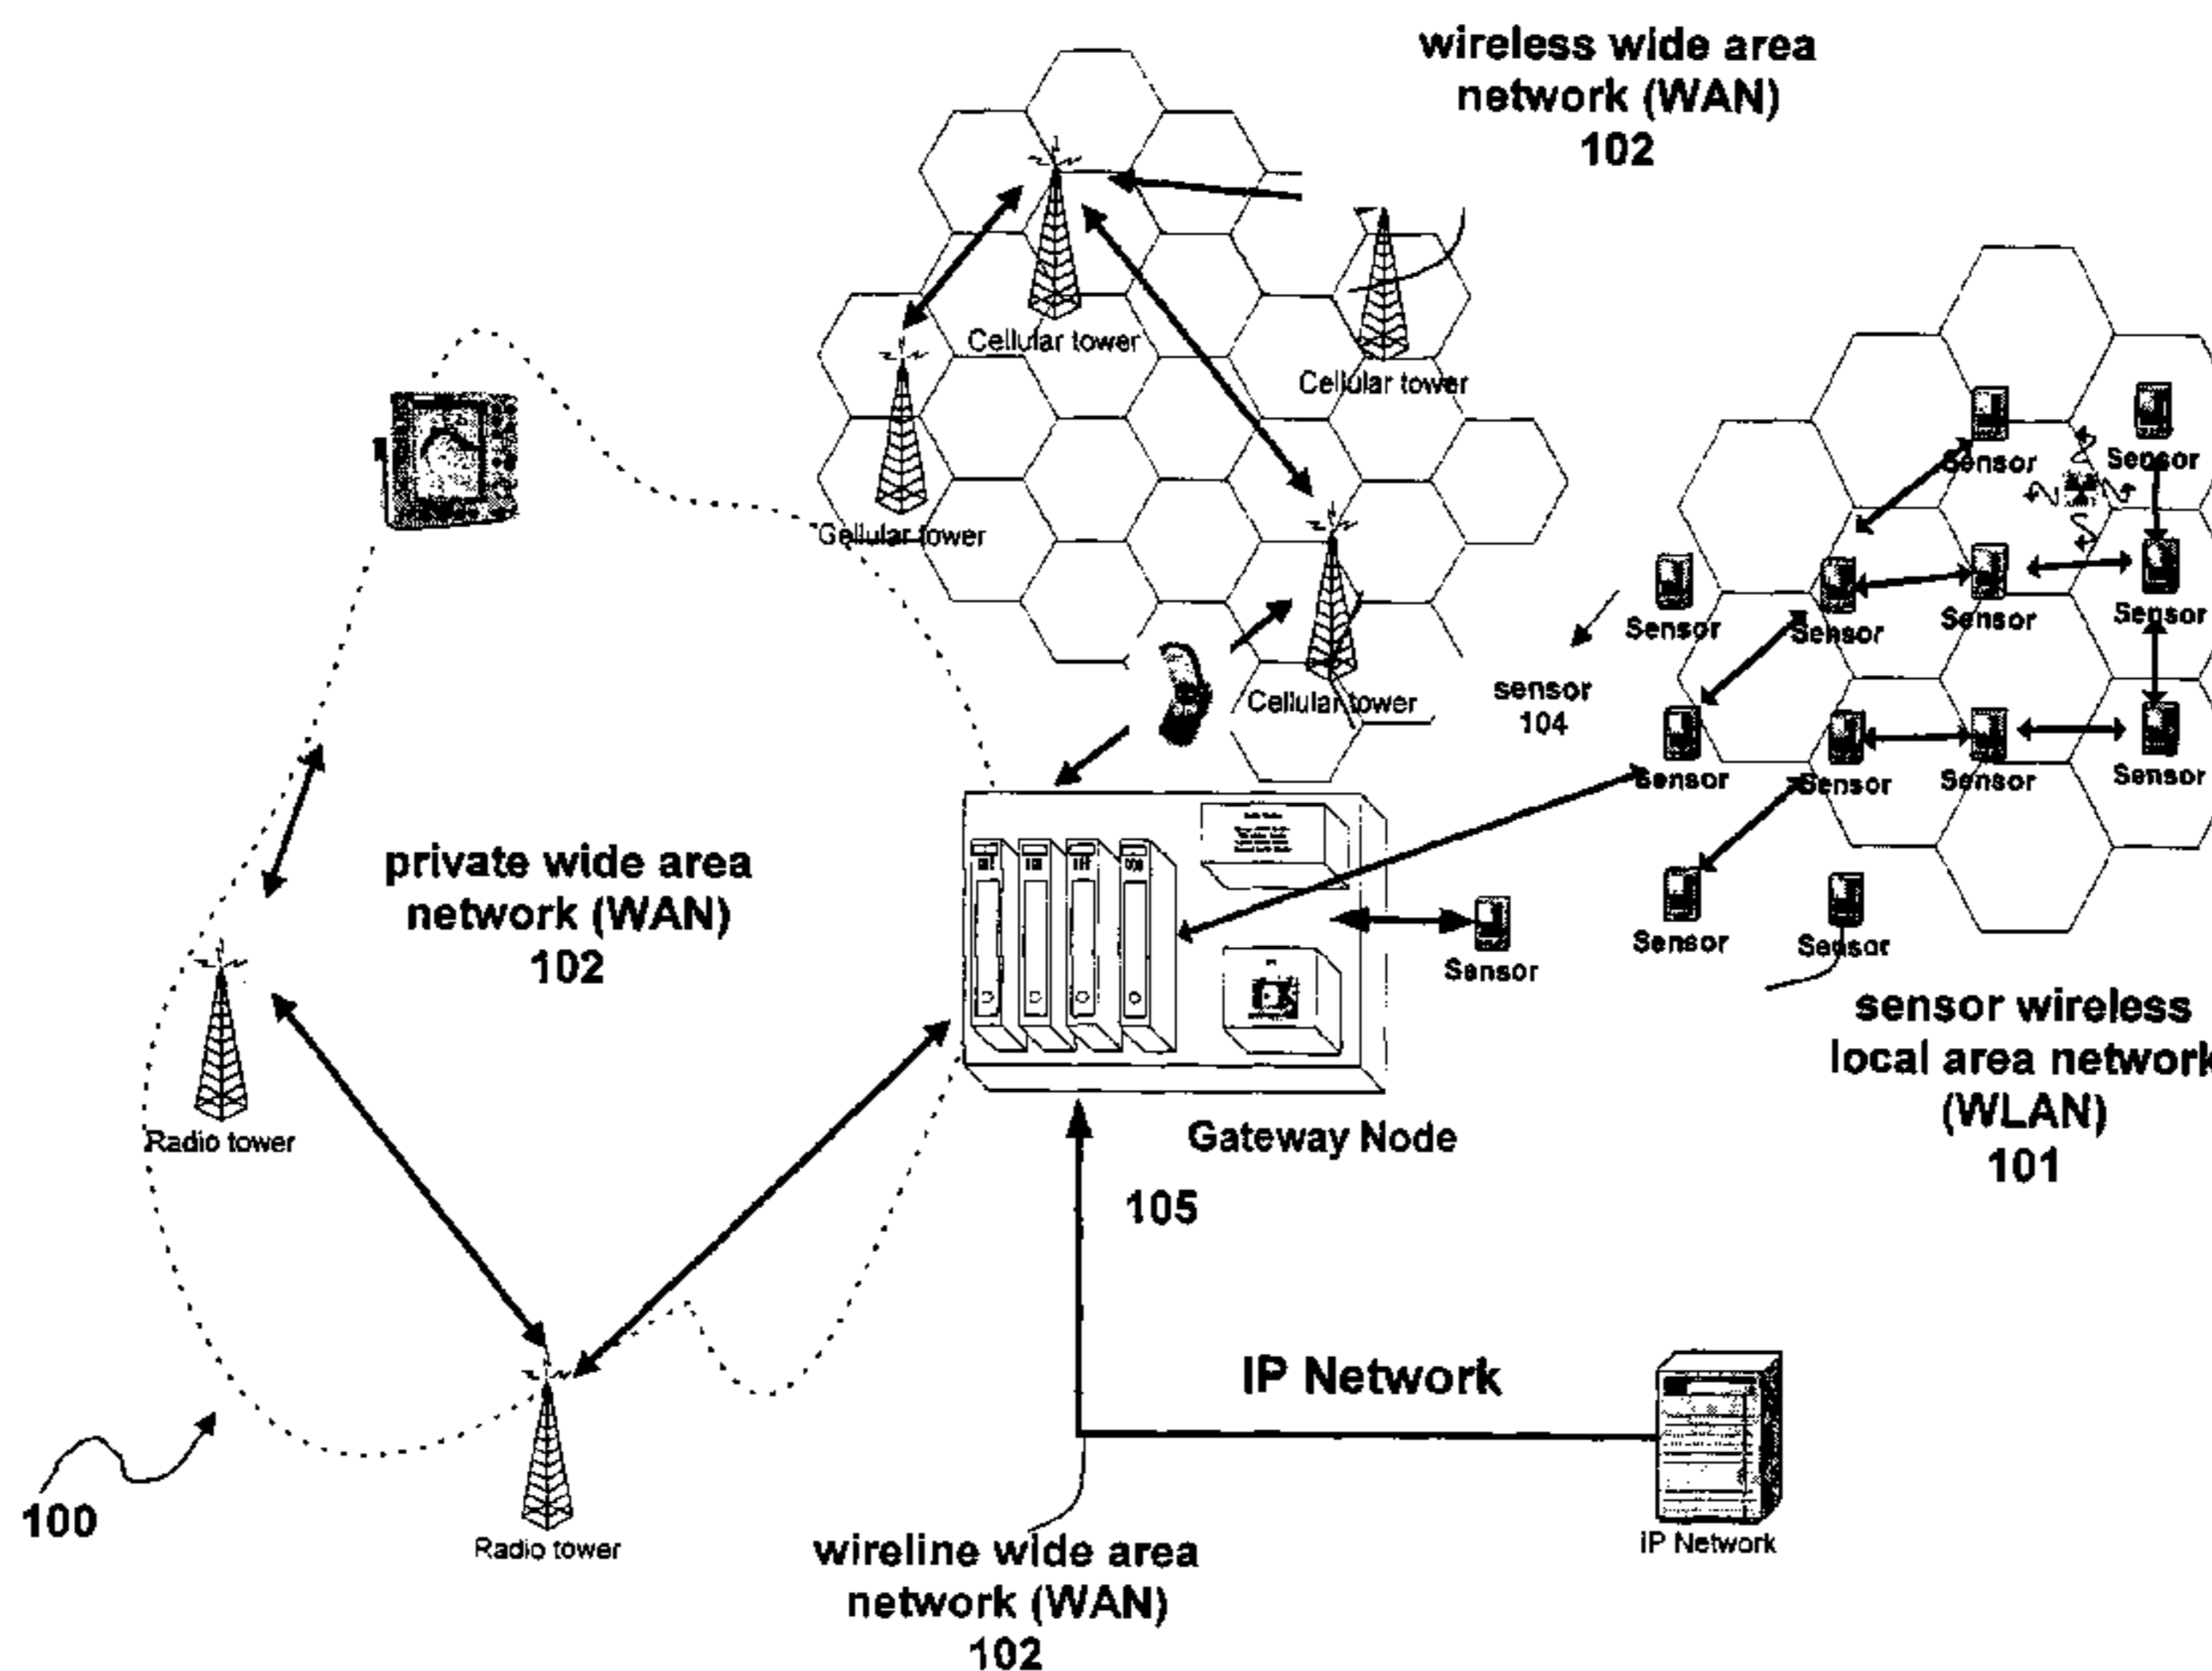 wireless wide area
network (WAN)
102
Cellular tower
Cellular tower
Cellular tower
Cellular tower
Sensor
Sensor
Sensor
Sensor
Sensor
Sensor
sensor
104
Sensor
Sensor
Sensor
Sensor
Sensor
Sensor
Sensor
private wide area
network (WAN)
102
sensor wireless
local area network
(WLAN)
101
Radio tower
Gateway Node
105
IP Network
100
Radio tower
IP Network
wireline wide area
network (WAN)
102